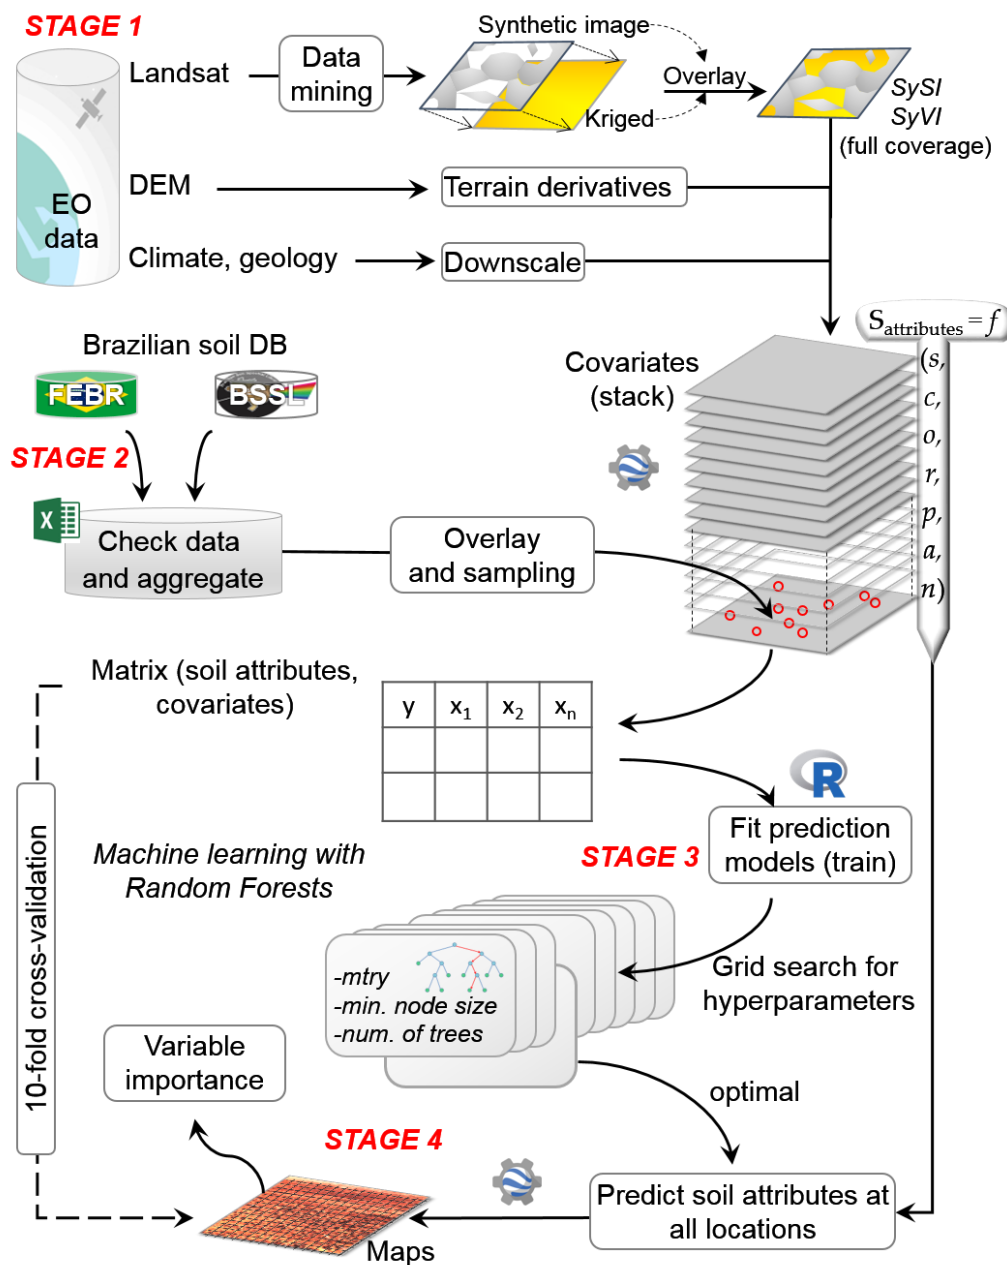 STAGE 1
EO
data
Landsat
Data
mining
Synthetic image
Kriged
Overlay
SySI
SyVI
(full coverage)
DEM
Terrain derivatives
Climate, geology
Downscale
Brazilian soil DB
FEBR
BSSL
STAGE 2
X
Check data
and aggregate
Overlay
and sampling
Covariates
(stack)
Sattributes = f
(s,
c,
o,
r,
p,
a,
n)
Matrix (soil attributes,
covariates)
y x1 x2 xn
R
Fit prediction
models (train)
STAGE 3
Machine learning with
Random Forests
10-fold cross-validation
-mtry
-min. node size
-num. of trees
Grid search for
hyperparameters
Variable
importance
optimal
STAGE 4
Predict soil attributes at
all locations
Maps